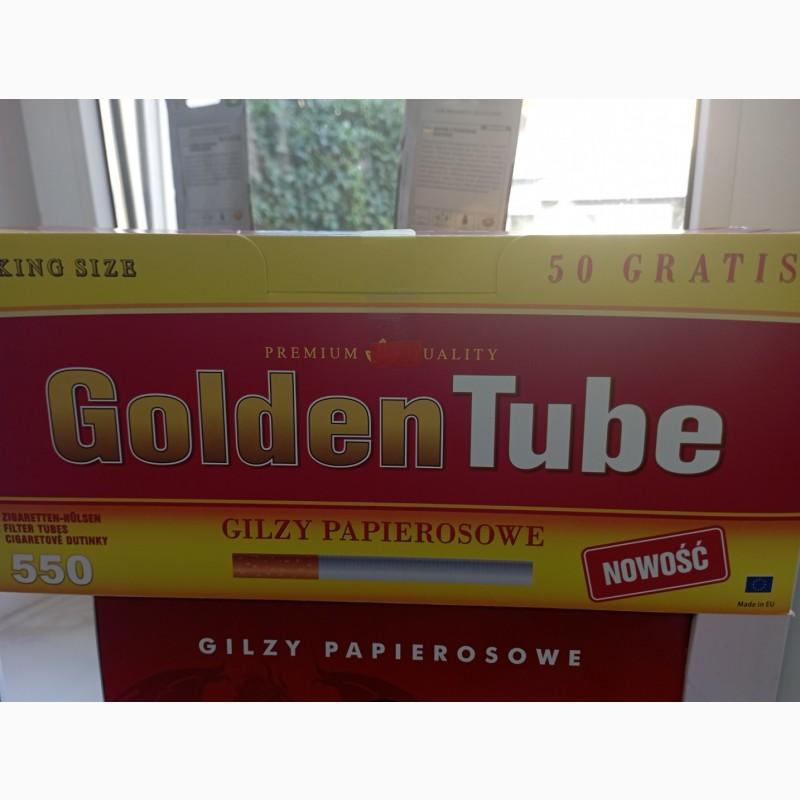 KING SIZE
50 GRATIS
PREMIUM UALITY
GoldenTube
ZIGARETTEN-HÜLSEN
FILTER TUBES
CIGARETOVÉ DUTINKY
550
GILZY PAPIEROSOWE
NOWOŚĆ
Made in EU
GILZY PAPIEROSOWE